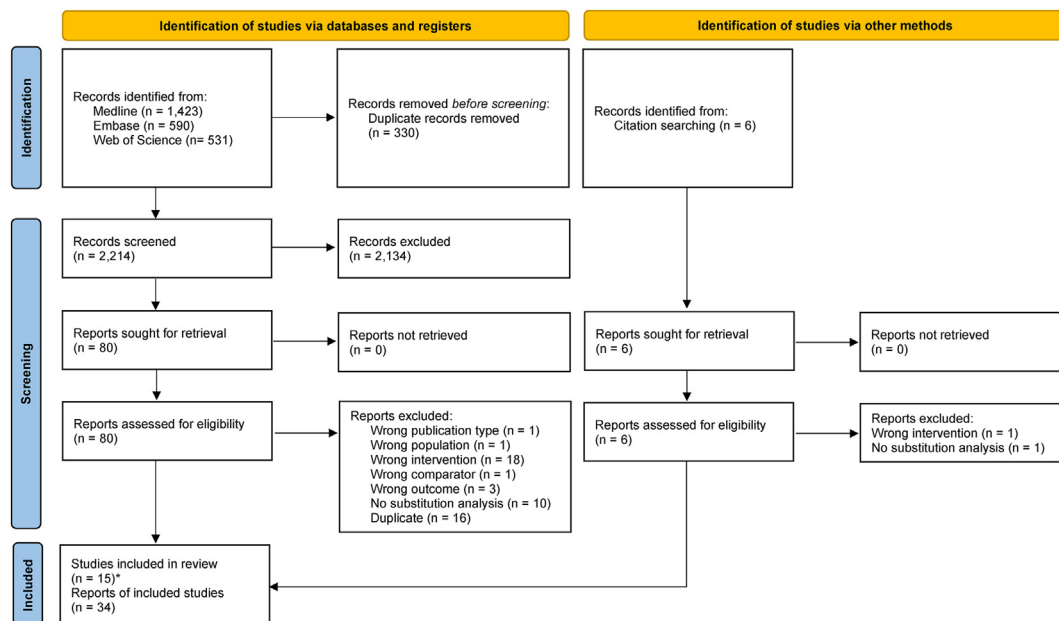 Identification of studies via databases and registers
Identification of studies via other methods
Identification
Records identified from:
Medline (n = 1,423)
Embase (n = 590)
Web of Science (n= 531)
Records removed before screening:
Duplicate records removed
(n = 330)
Records identified from:
Citation searching (n = 6)
Screening
Records screened
(n = 2,214)
Records excluded
(n = 2,134)
Reports sought for retrieval
(n = 80)
Reports not retrieved
(n = 0)
Reports sought for retrieval
(n = 6)
Reports not retrieved
(n = 0)
Reports assessed for eligibility
(n = 80)
Reports excluded:
Wrong publication type (n = 1)
Wrong population (n = 1)
Wrong intervention (n = 18)
Wrong comparator (n = 1)
Wrong outcome (n = 3)
No substitution analysis (n = 10)
Duplicate (n = 16)
Reports assessed for eligibility
(n = 6)
Reports excluded:
Wrong intervention (n = 1)
No substitution analysis (n = 1)
Included
Studies included in review
(n = 15)*
Reports of included studies
(n = 34)